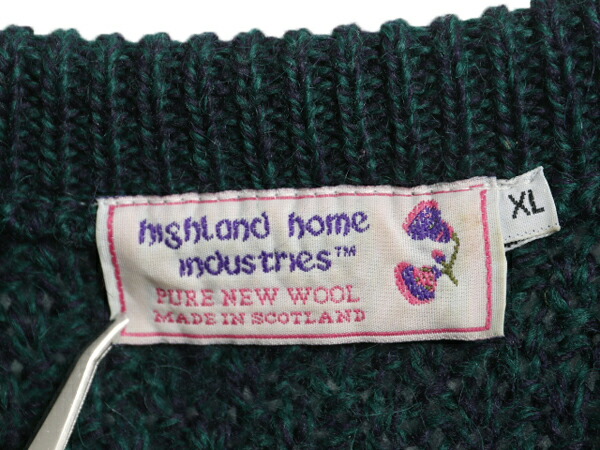 highland home
industries™
PURE NEW WOOL
MADE IN SCOTLAND
XL